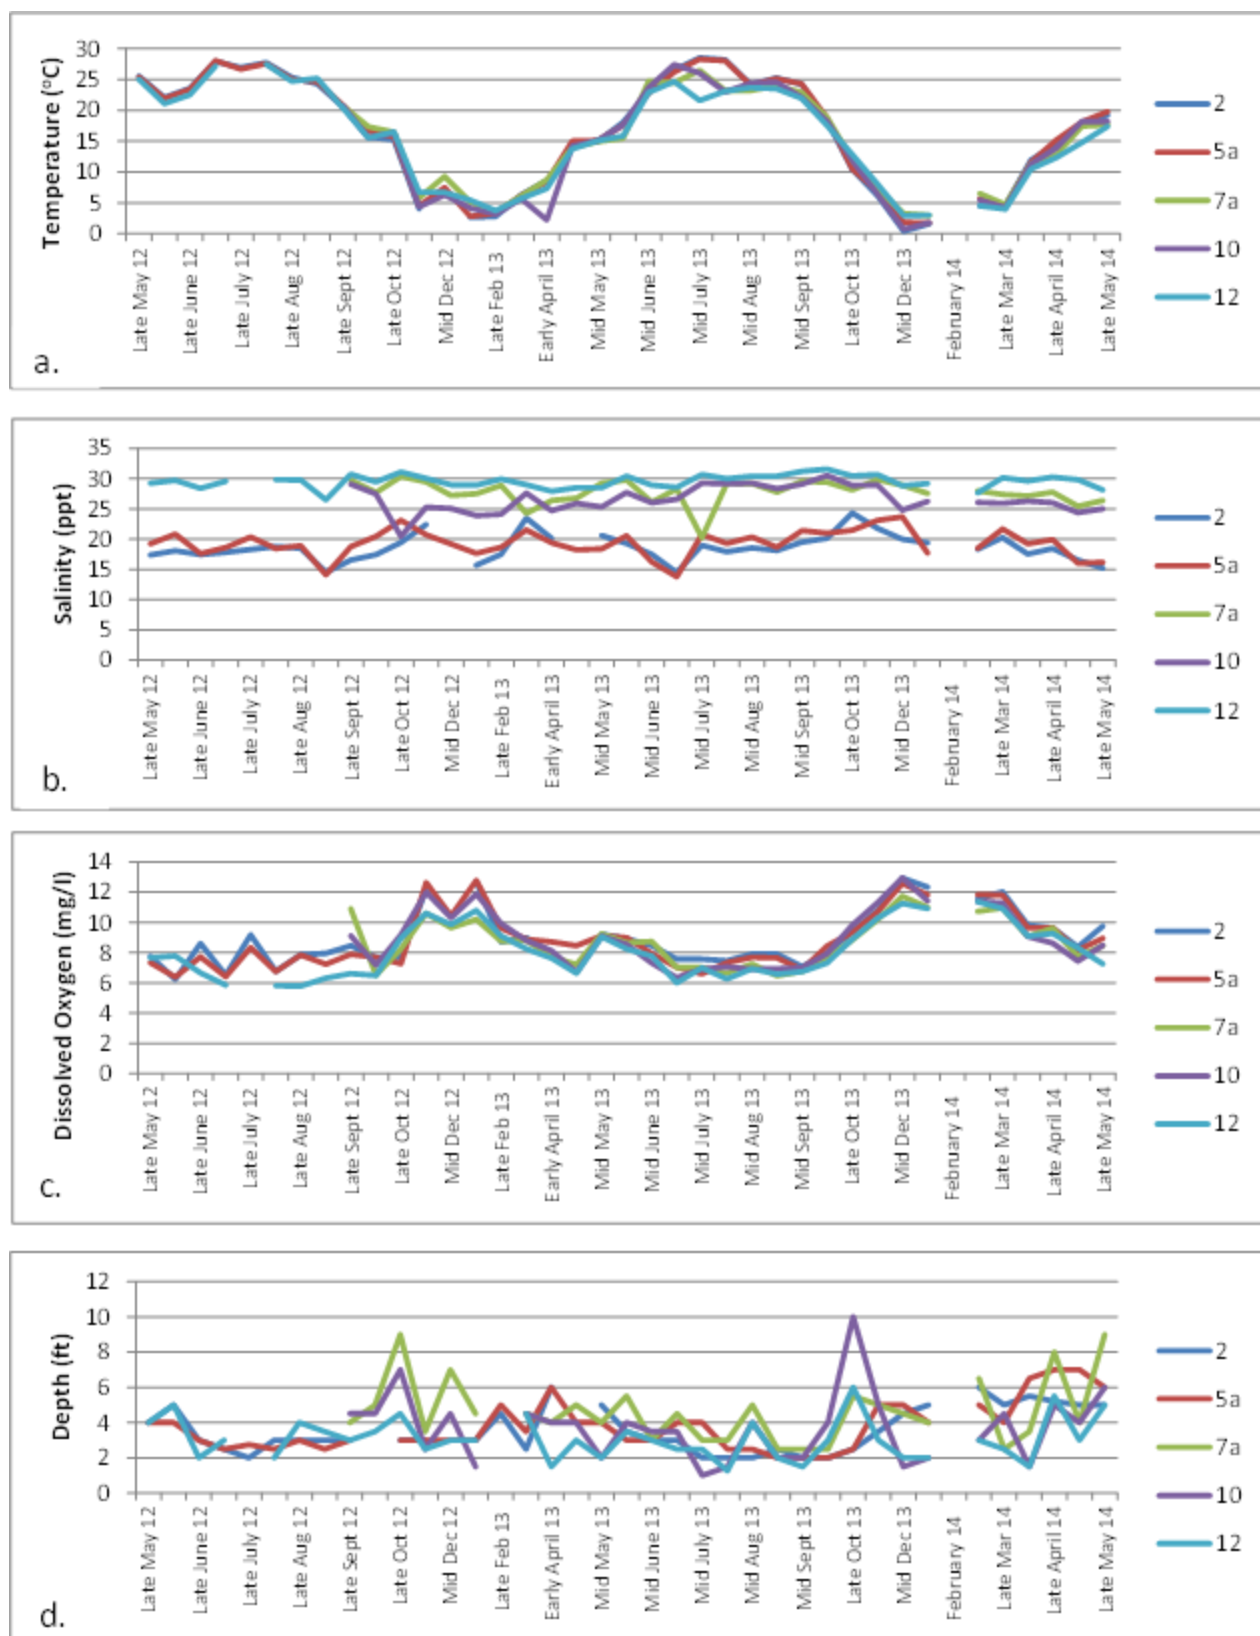 30
25
20
15
10
5
0
Temperature (°C)
Late May 12
Late June 12
Late July 12
Late Aug 12
Late Sept 12
Late Oct 12
Mid Dec 12
Late Feb 13
Early April 13
Mid May 13
Mid June 13
Mid July 13
Mid Aug 13
Mid Sept 13
Late Oct 13
Mid Dec 13
February 14
Late Mar 14
Late April 14
Late May 14
2
5a
7a
10
12
a.
35
30
25
20
15
10
5
0
Salinity (ppt)
Late May 12
Late June 12
Late July 12
Late Aug 12
Late Sept 12
Late Oct 12
Mid Dec 12
Late Feb 13
Early April 13
Mid May 13
Mid June 13
Mid July 13
Mid Aug 13
Mid Sept 13
Late Oct 13
Mid Dec 13
February 14
Late Mar 14
Late April 14
Late May 14
2
5a
7a
10
12
b.
14
12
10
8
6
4
2
0
Dissolved Oxygen (mg/l)
Late May 12
Late June 12
Late July 12
Late Aug 12
Late Sept 12
Late Oct 12
Mid Dec 12
Late Feb 13
Early April 13
Mid May 13
Mid June 13
Mid July 13
Mid Aug 13
Mid Sept 13
Late Oct 13
Mid Dec 13
February 14
Late Mar 14
Late April 14
Late May 14
2
5a
7a
10
12
c.
12
10
8
6
4
2
0
Depth (ft)
Late May 12
Late June 12
Late July 12
Late Aug 12
Late Sept 12
Late Oct 12
Mid Dec 12
Late Feb 13
Early April 13
Mid May 13
Mid June 13
Mid July 13
Mid Aug 13
Mid Sept 13
Late Oct 13
Mid Dec 13
February 14
Late Mar 14
Late April 14
Late May 14
2
5a
7a
10
12
d.